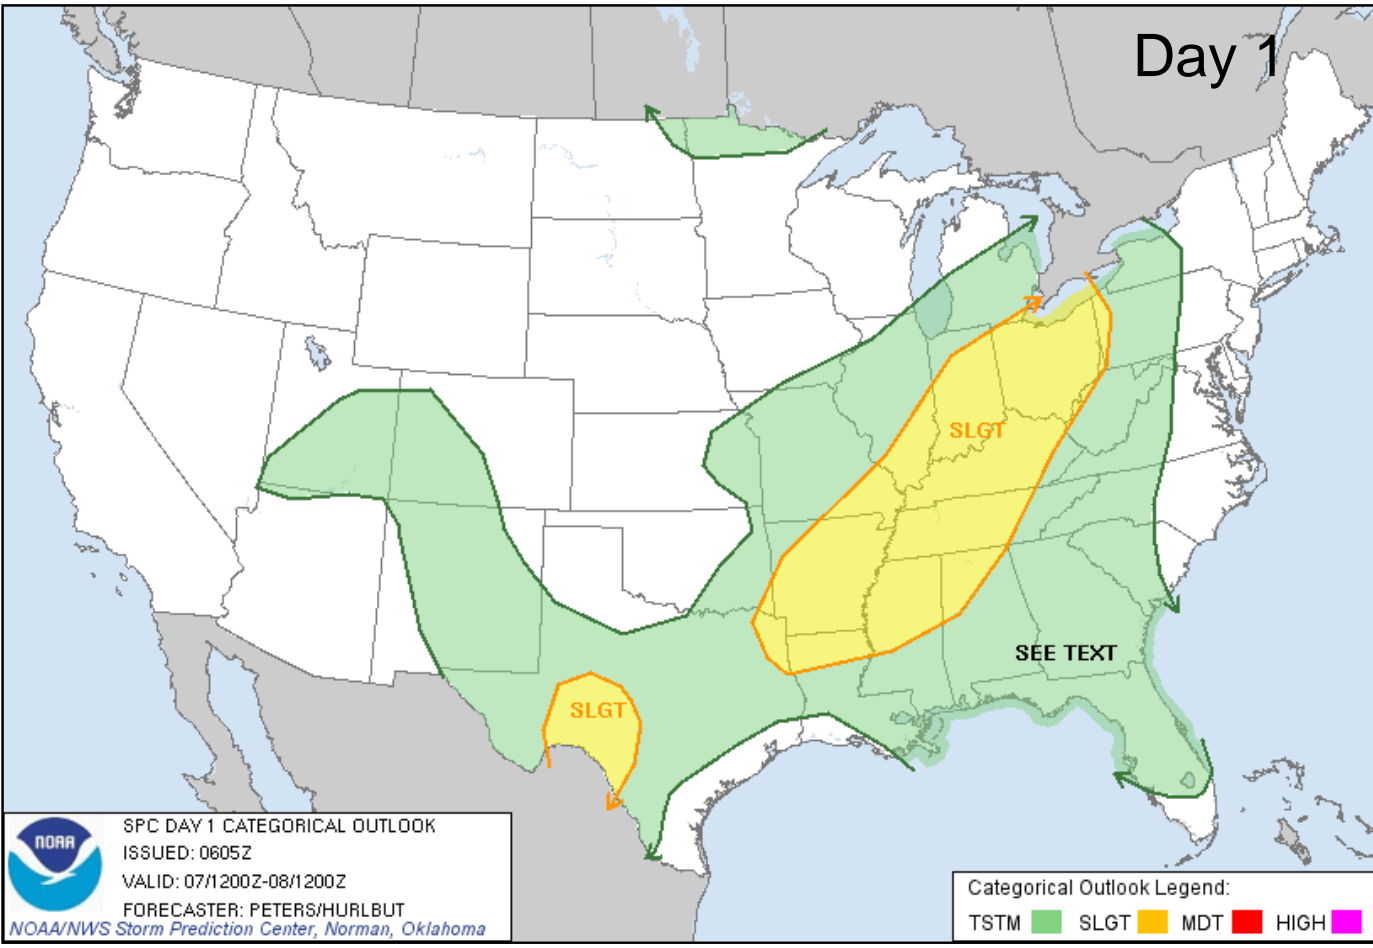 Day 1
SLGT
SEE TEXT
SLGT
NOAA
SPC DAY 1 CATEGORICAL OUTLOOK
ISSUED: 0605Z
VALID: 07/1200Z-08/1200Z
FORECASTER: PETERS/HURLBUT
NOAA/NWS Storm Prediction Center, Norman, Oklahoma
Categorical Outlook Legend:
TSTM SLGT MDT HIGH